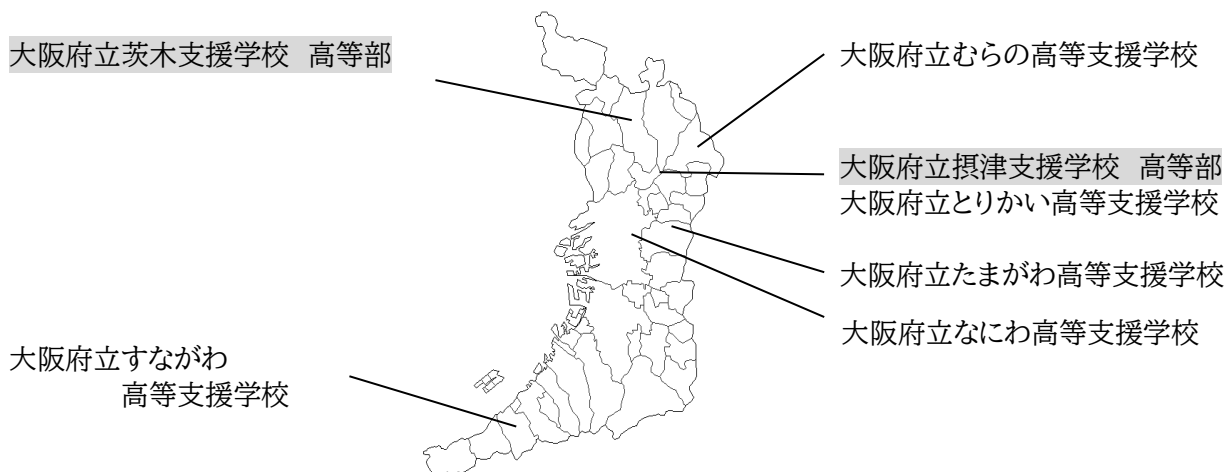 大阪府立茨木支援学校　高等部
大阪府立むらの高等支援学校
大阪府立摂津支援学校　高等部
大阪府立とりかい高等支援学校
大阪府立たまがわ高等支援学校
大阪府立なにわ高等支援学校
大阪府立すながわ
高等支援学校